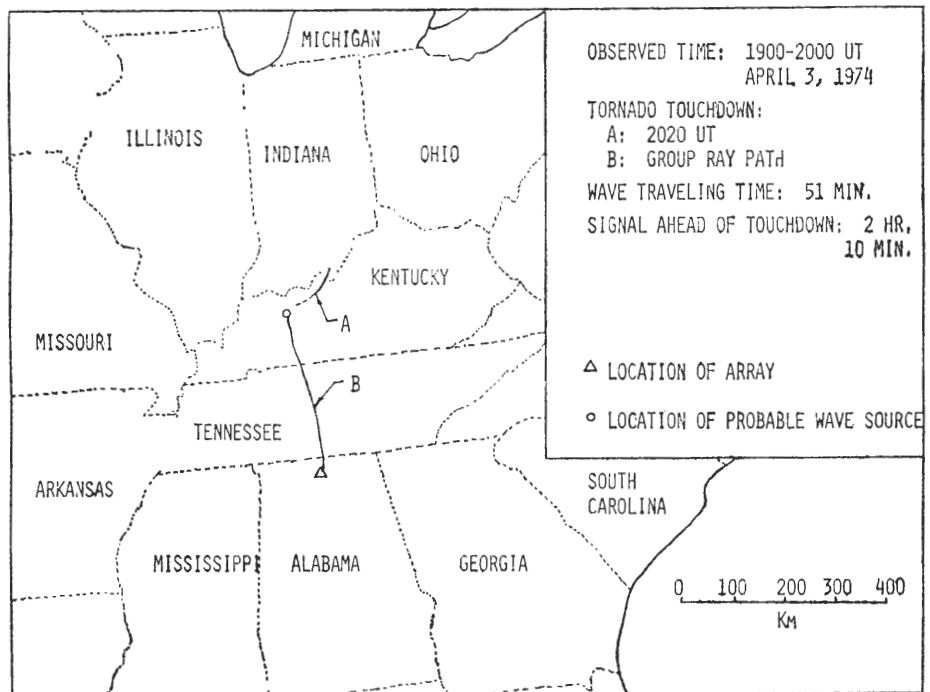 MICHIGAN
ILLINOIS
INDIANA
OHIO
KENTUCKY
A
MISSOURI
B
TENNESSEE
ARKANSAS
MISSISSIPPI
ALABAMA
GEORGIA
SOUTH
CAROLINA
OBSERVED TIME: 1900-2000 UT
APRIL 3, 1974
TORNADO TOUCHDOWN:
A: 2020 UT
B: GROUP RAY PATH
WAVE TRAVELING TIME: 51 MIN.
SIGNAL AHEAD OF TOUCHDOWN: 2 HR,
10 MIN.
LOCATION OF ARRAY
LOCATION OF PROBABLE WAVE SOURCE
0 100 200 300 400
KM